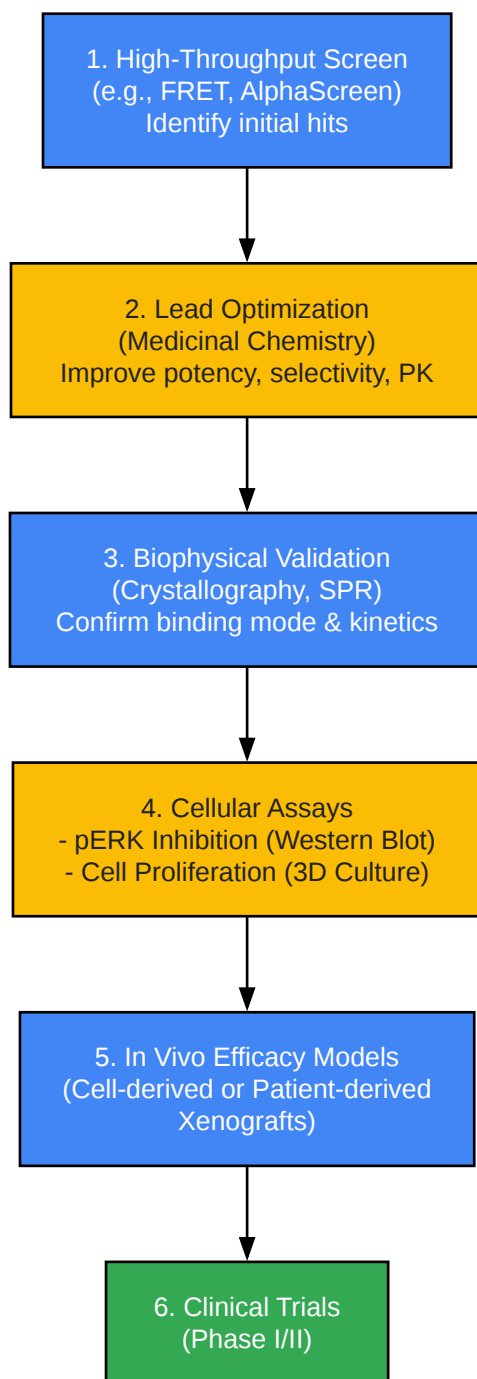 1. High-Throughput Screen
(e.g., FRET, AlphaScreen)
Identify initial hits
2. Lead Optimization
(Medicinal Chemistry)
Improve potency, selectivity, PK
3. Biophysical Validation
(Crystallography, SPR)
Confirm binding mode & kinetics
4. Cellular Assays
- pERK Inhibition (Western Blot)
- Cell Proliferation (3D Culture)
5. In Vivo Efficacy Models
(Cell-derived or Patient-derived
Xenografts)
6. Clinical Trials
(Phase I/II)